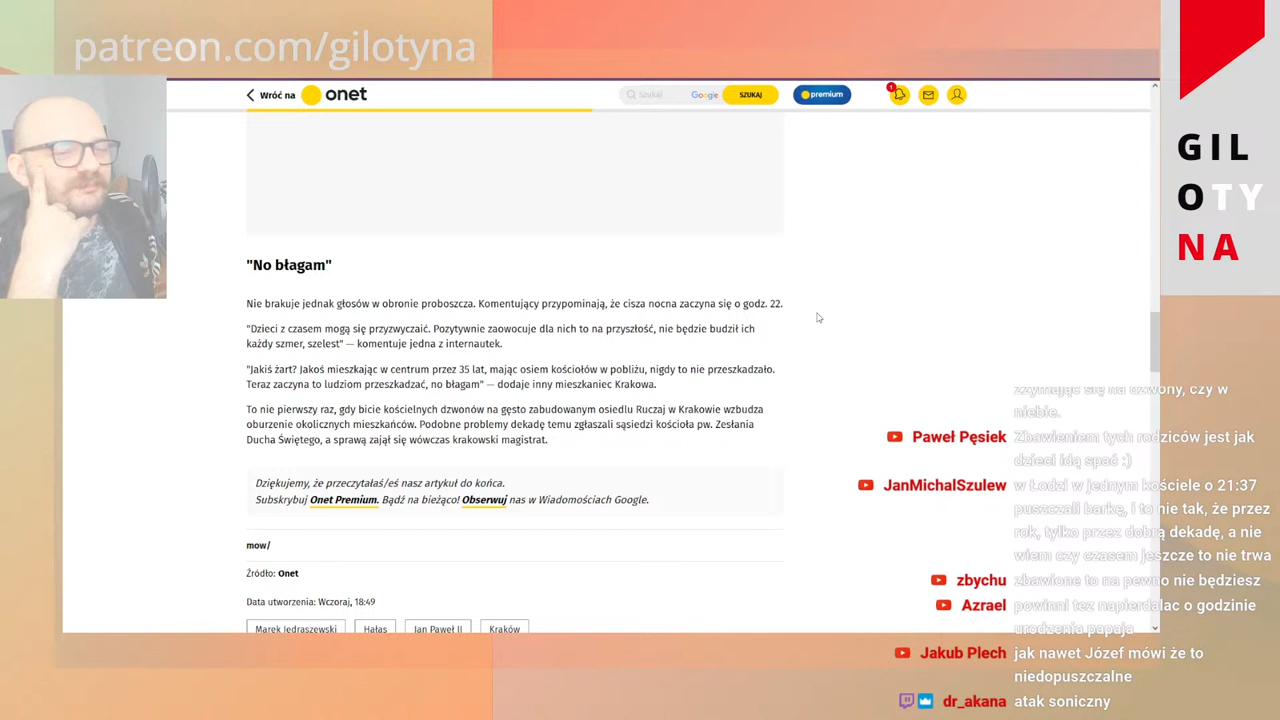 patreon.com/gilotyna
Wróć na onet
Szukaj Google SZUKAJ premium 1
GIL
OTY
NA
"No błagam"
Nie brakuje jednak głosów w obronie proboszcza. Komentujący przypominają, że cisza nocna zaczyna się o godz. 22.
"Dzieci z czasem mogą się przyzwyczaić. Pozytywnie zaowocuje dla nich to na przyszłość, nie będzie budził ich
każdy szmer, szelest" — komentuje jedna z internautek.
"Jakiś żart? Jakoś mieszkając w centrum przez 35 lat, mając osiem kościołów w pobliżu, nigdy to nie przeszkadzało.
Teraz zaczyna to ludziom przeszkadzać, no błagam" — dodaje inny mieszkaniec Krakowa.
To nie pierwszy raz, gdy bicie kościelnych dzwonów na gęsto zabudowanym osiedlu Ruczaj w Krakowie wzbudza
oburzenie okolicznych mieszkańców. Podobne problemy dekadę temu zgłaszali sąsiedzi kościoła pw. Zesłania
Ducha Świętego, a sprawą zajął się wówczas krakowski magistrat.
Dziękujemy, że przeczytałaś/eś nasz artykuł do końca.
Subskrybuj Onet Premium. Bądź na bieżąco! Obserwuj nas w Wiadomościach Google.
mow/
Źródło: Onet
Data utworzenia: Wczoraj, 18:49
Marek Jędraszewski Hałas Jan Paweł II Kraków
zżymając się na dzwony, czy w
niebie.
Paweł Pęsiek Zbawieniem tych rodziców jest jak
dzieci idą spać :)
JanMichalSzulew w Łodzi w jednym kościele o 21:37
puszczali barkę, i to nie tak, że przez
rok, tylko przez dobrą dekadę, a nie
wiem czy czasem jeszcze to nie trwa
zbychu zbawione to na pewno nie będziesz
Azrael powinni tez napierdalac o godzinie
urodzenia papaja
Jakub Plech jak nawet Józef mówi że to
niedopuszczalne
dr_akana atak soniczny